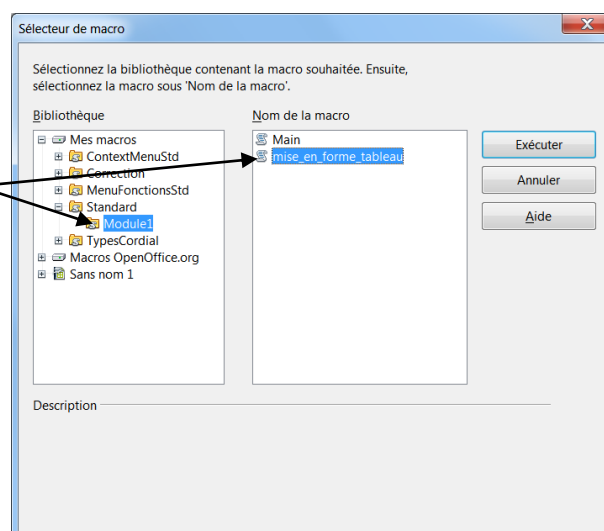 Sélecteur de macro
Sélectionnez la bibliothèque contenant la macro souhaitée. Ensuite,
sélectionnez la macro sous 'Nom de la macro'.
Bibliothèque
Nom de la macro
Mes macros
ContextMenuStd
Correction
MenuFonctionsStd
Standard
Module1
TypesCordial
Macros OpenOffice.org
Sans nom 1
Main
mise_en_forme_tableau
Exécuter
Annuler
Aide
Description